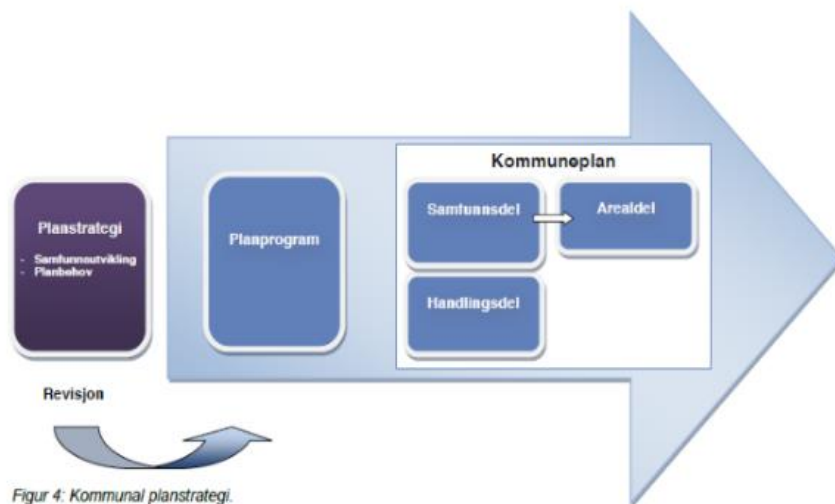 Kommuneplan
Planstrategi
- Samfunnsutvikling
- Planbehov
Planprogram
Samfunnsdel
Arealdel
Handlingsdel
Revisjon
Figur 4: Kommunal planstrategi.